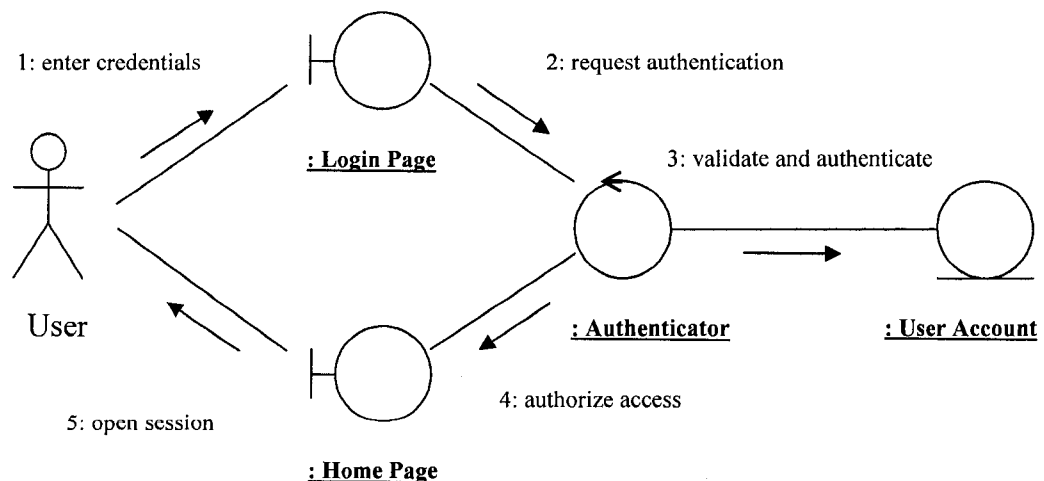 1: enter credentials
2: request authentication
: Login Page
3: validate and authenticate
User
: Authenticator
: User Account
4: authorize access
5: open session
: Home Page